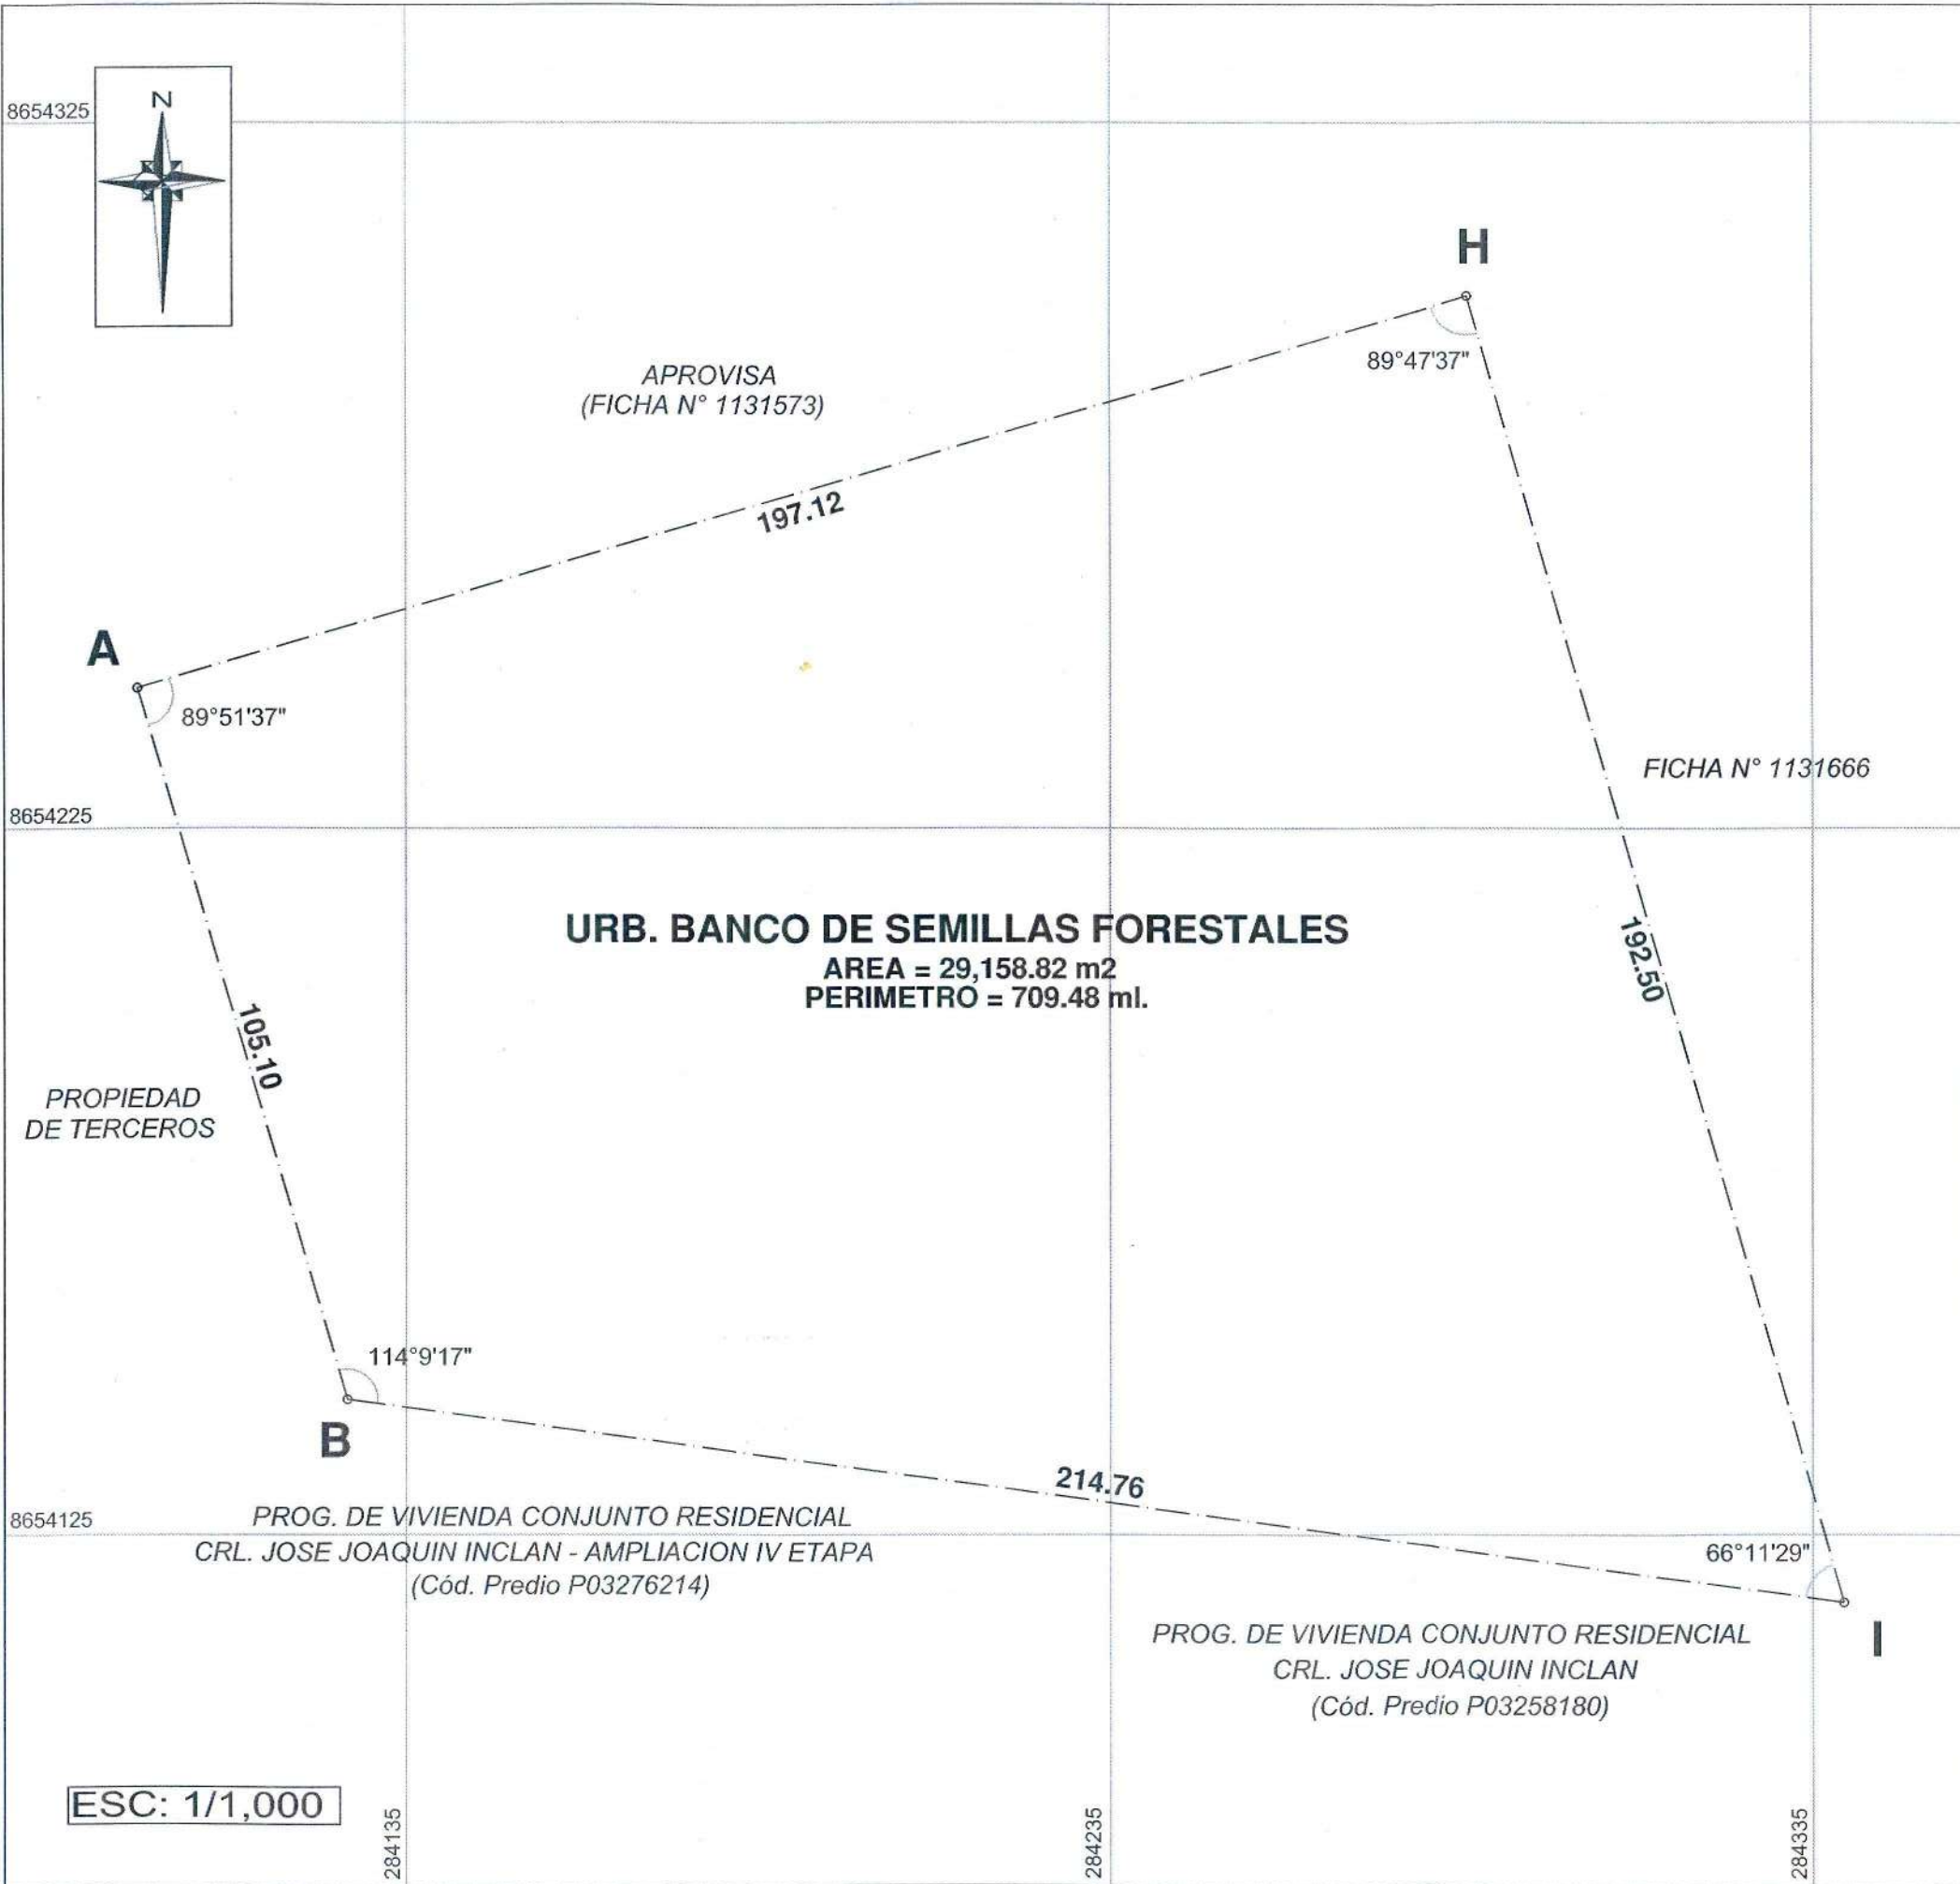 N
8654325
H
89°47'37"
APROVISA
(FICHA N° 1131573)
197.12
A
89°51'37"
FICHA N° 1131666
8654225
URB. BANCO DE SEMILLAS FORESTALES
AREA = 29,158.82 m2
PERIMETRO = 709.48 ml.
192.50
105.10
PROPIEDAD
DE TERCEROS
114°9'17"
B
214.76
8654125
PROG. DE VIVIENDA CONJUNTO RESIDENCIAL
CRL. JOSE JOAQUIN INCLAN - AMPLIACION IV ETAPA
(Cód. Predio P03276214)
66°11'29"
I
PROG. DE VIVIENDA CONJUNTO RESIDENCIAL
CRL. JOSE JOAQUIN INCLAN
(Cód. Predio P03258180)
ESC: 1/1,000
284135
284235
284335